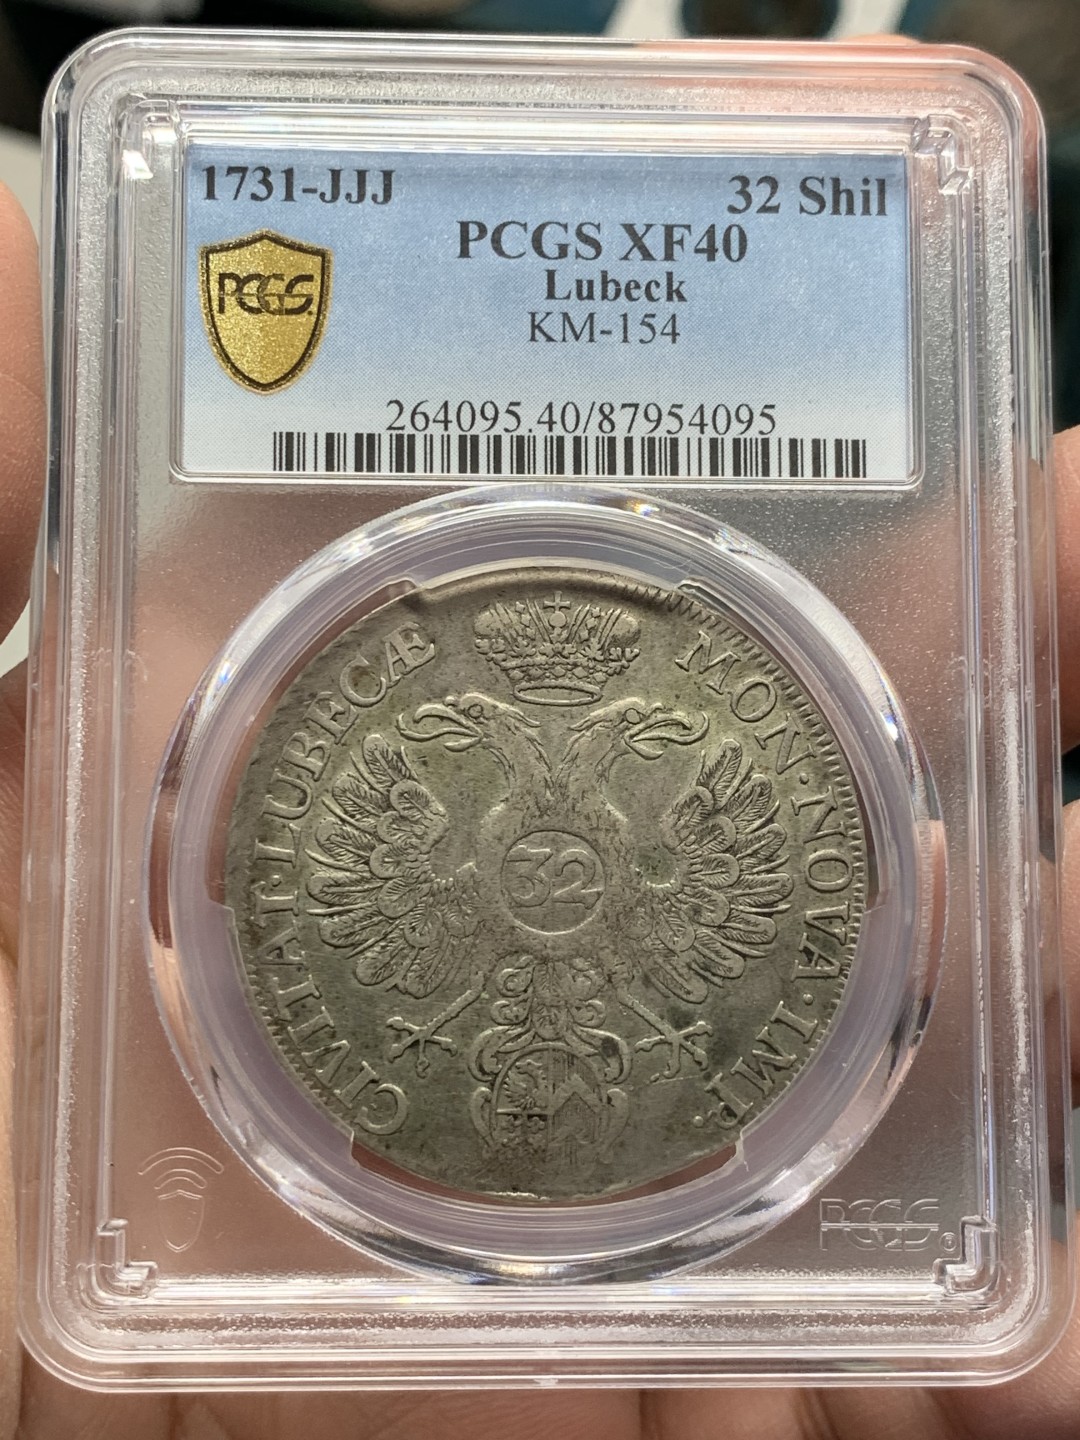 1731-JJJ
32 Shil
PCGS XF40
PCGS
Lubeck
KM-154
264095.40/87954095
MON·NOVA·IMP·
CIVITAT·LUBECÆ
32
PCGS